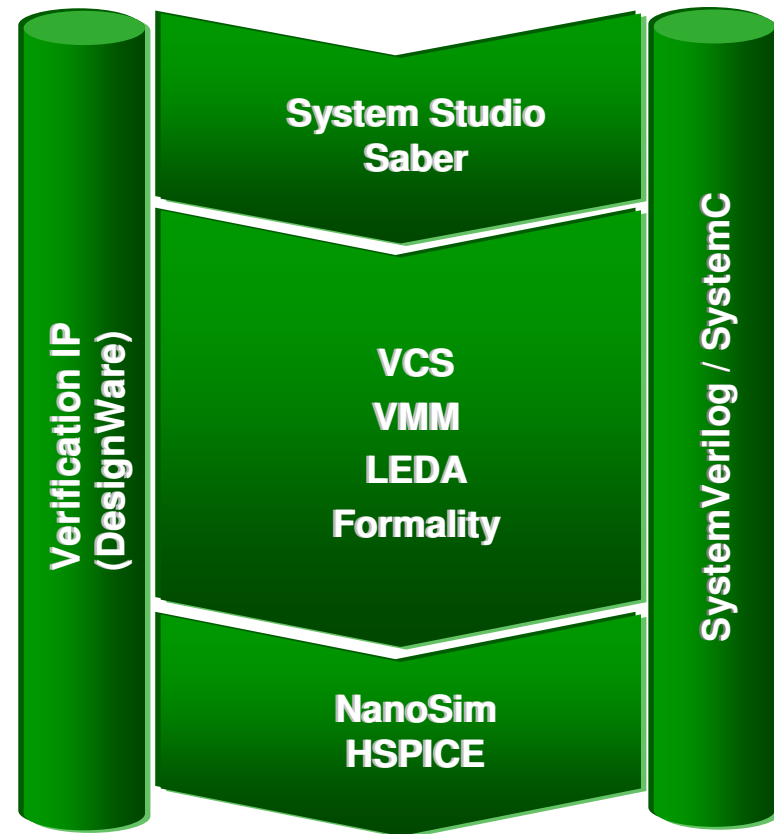 Verification IP
(DesignWare)
System Studio
Saber
VCS
VMM
LEDA
Formality
NanoSim
HSPICE
SystemVerilog / SystemC